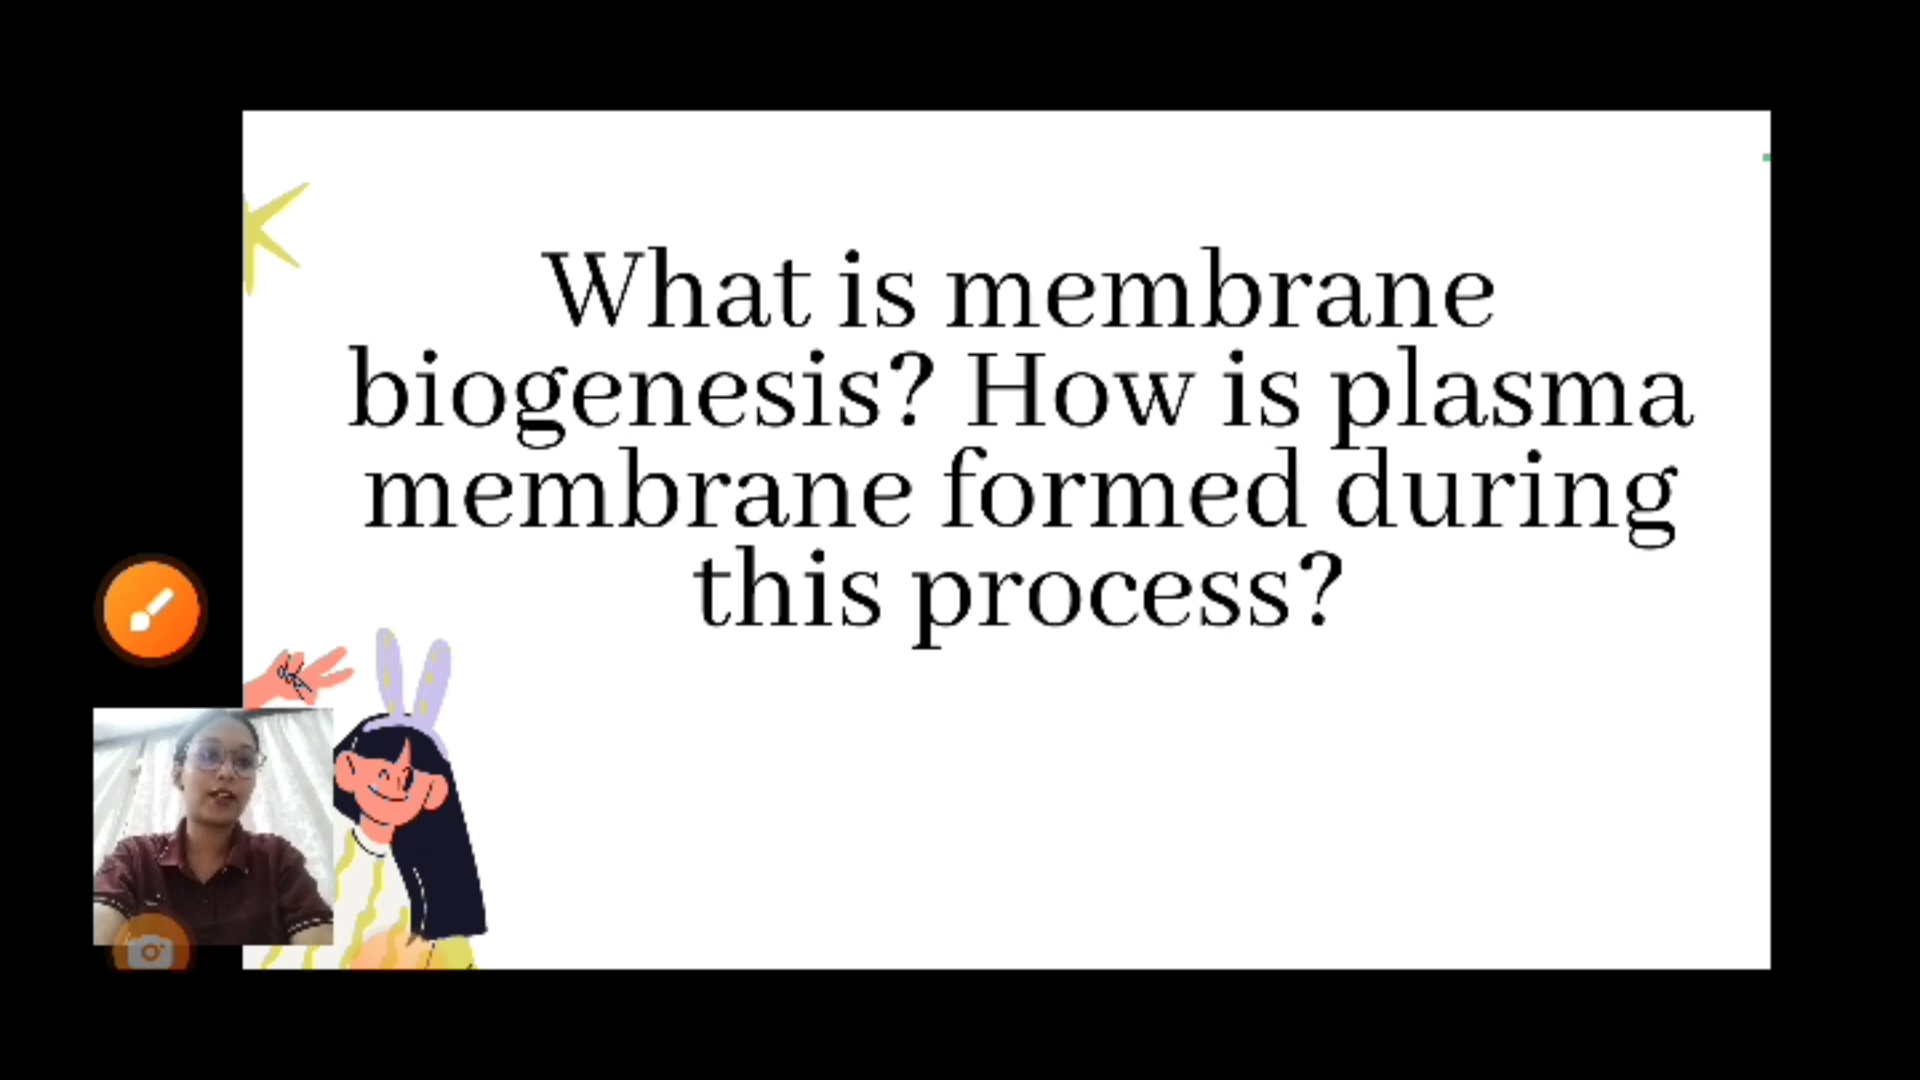 What is membrane
biogenesis? How is plasma
membrane formed during
this process?